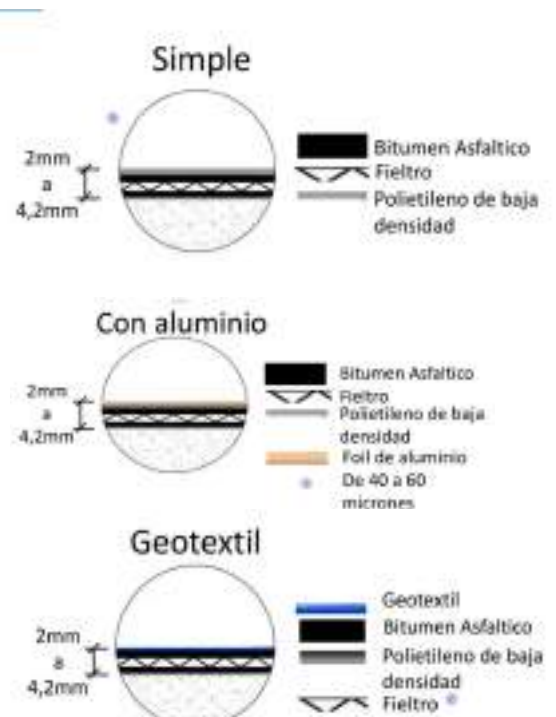 Simple
2mm
a
4,2mm
Bitumen Asfaltico
Fieltro
Polietileno de baja
densidad
Con aluminio
2mm
a
4,2mm
Bitumen Asfaltico
Fieltro
Polietileno de baja
densidad
Foil de aluminio
De 40 a 60
micrones
Geotextil
2mm
a
4,2mm
Geotextil
Bitumen Asfaltico
Polietileno de baja
densidad
Fieltro